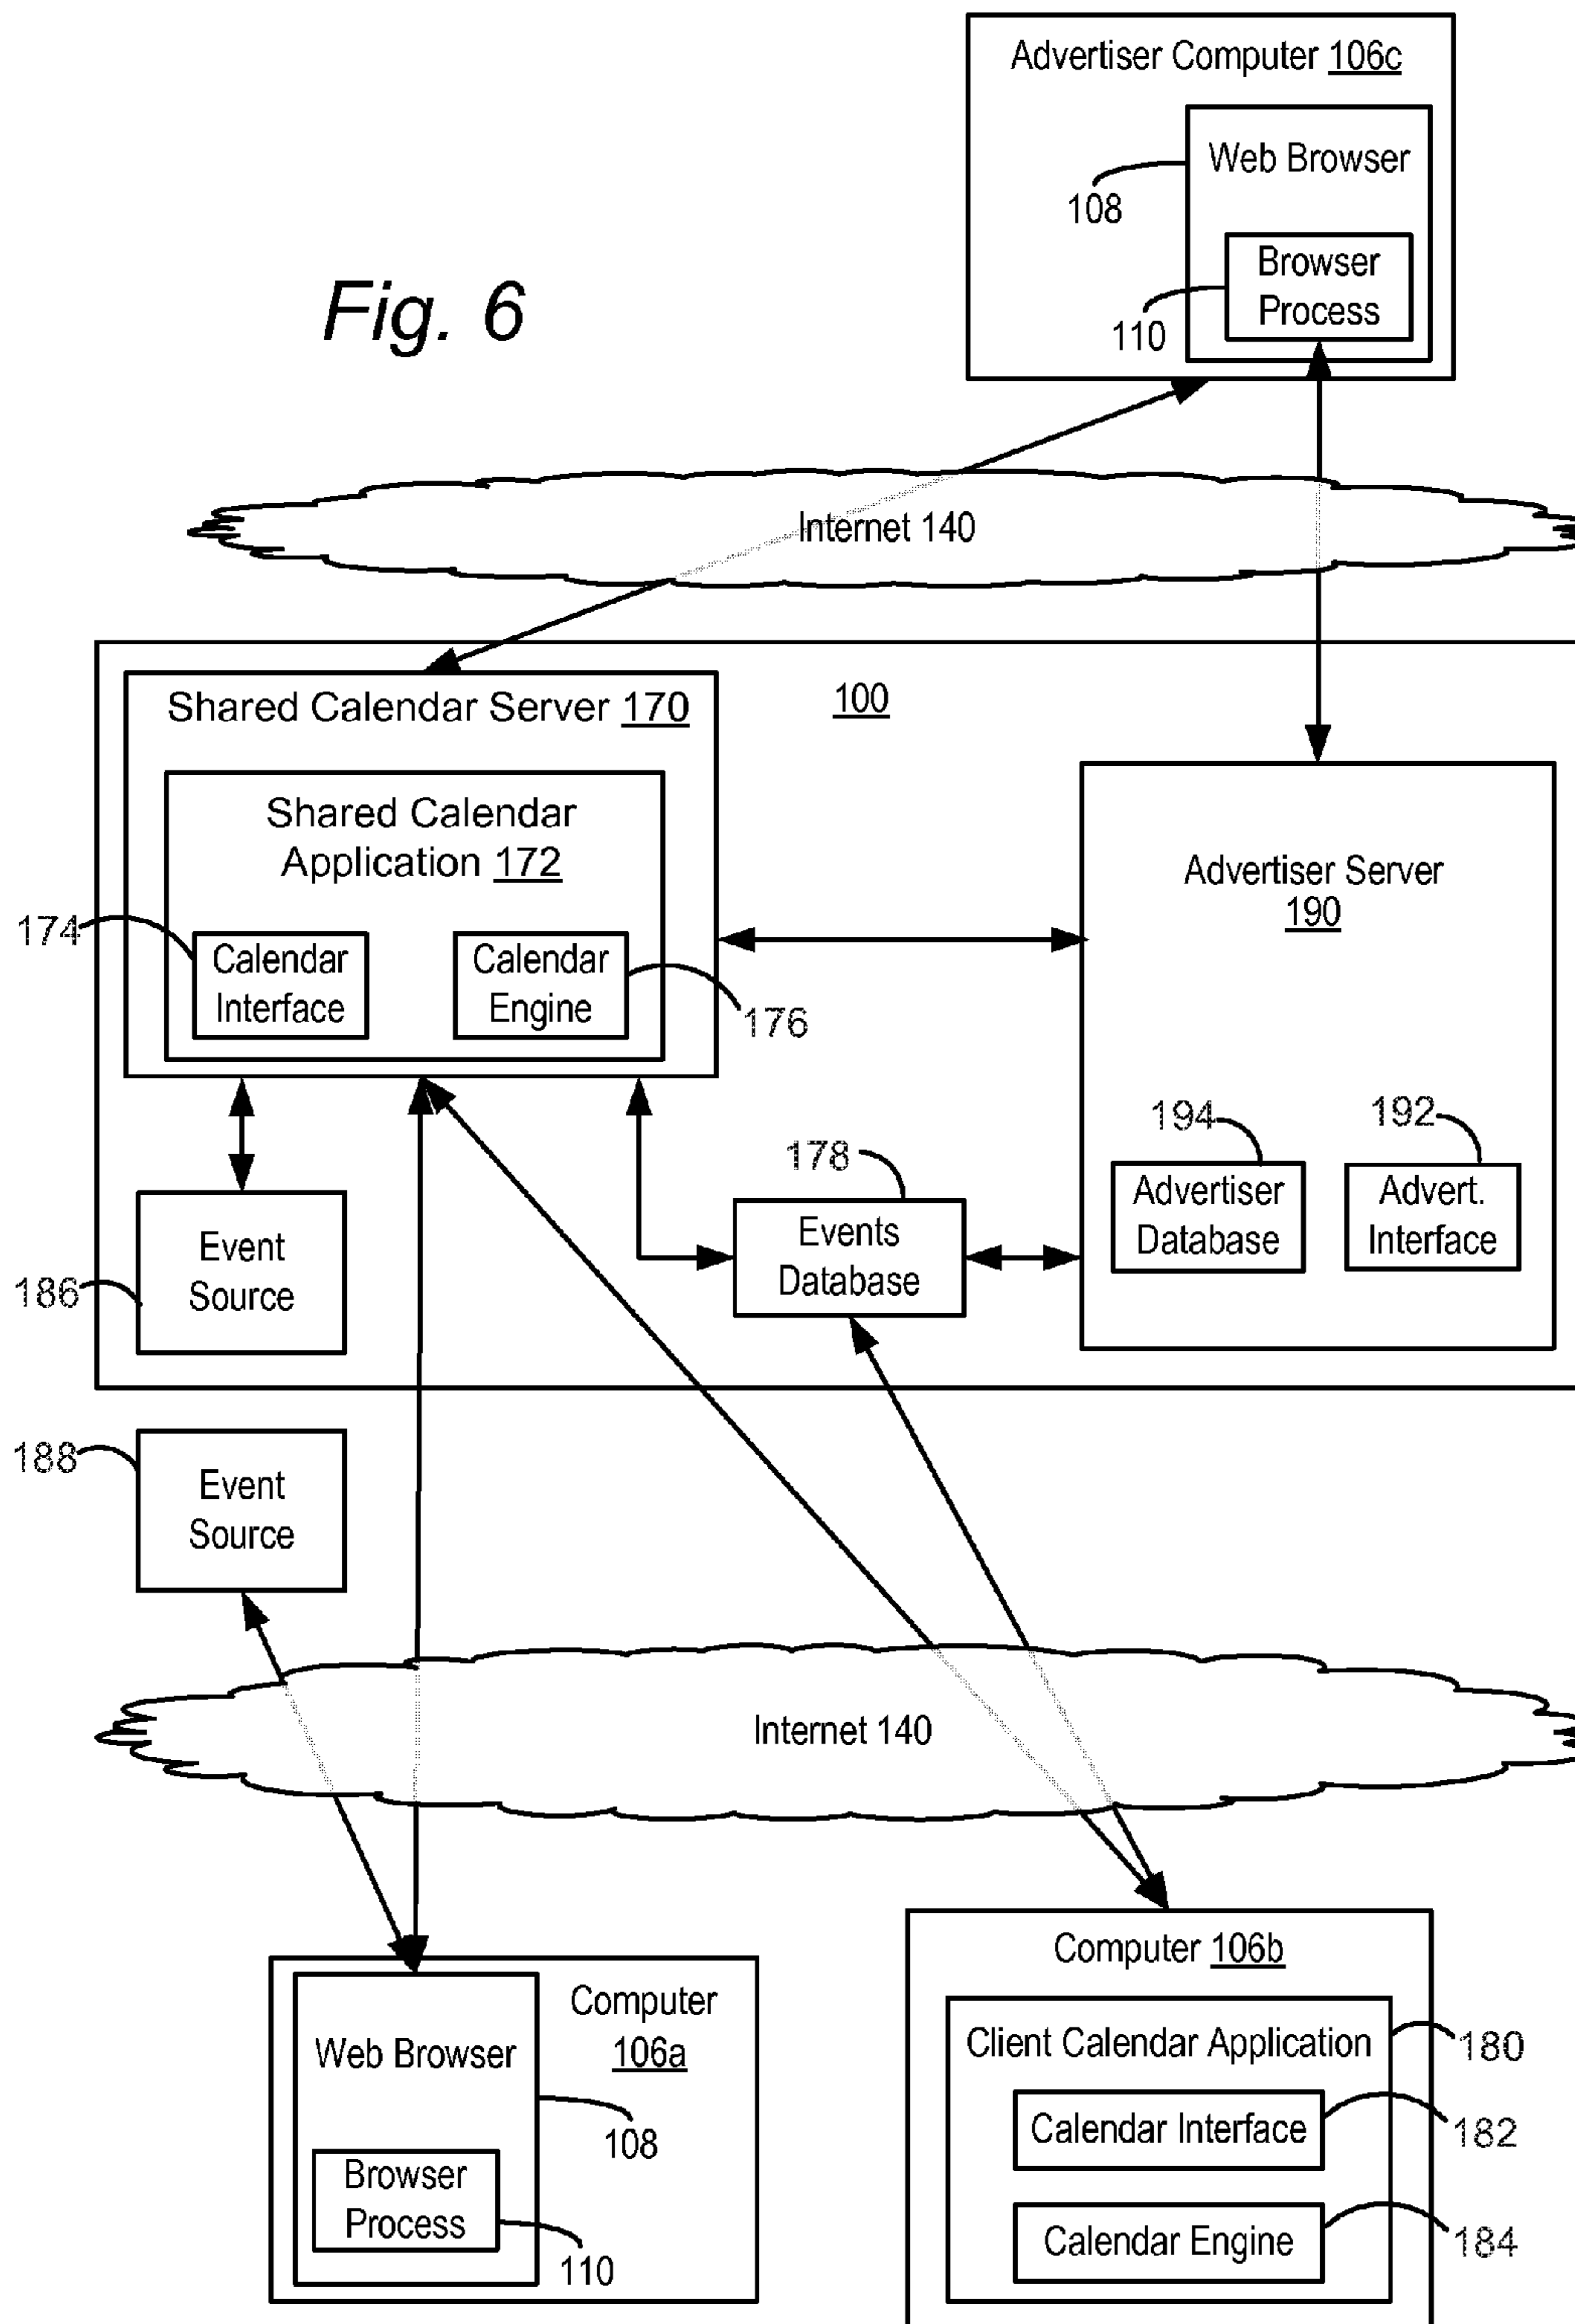 Advertiser Computer 106c
Web Browser
108
Browser
Process
110
Fig. 6
Internet 140
Shared Calendar Server 170
100
Shared Calendar
Application 172
Advertiser Server
190
174
Calendar
Interface
Calendar
Engine
176
194
192
178
Advertiser
Database
Advert.
Interface
Events
Database
Event
Source
186
188
Event
Source
Internet 140
Computer 106b
Computer
106a
Web Browser
Client Calendar Application
180
108
Calendar Interface
182
Browser
Process
110
Calendar Engine
184